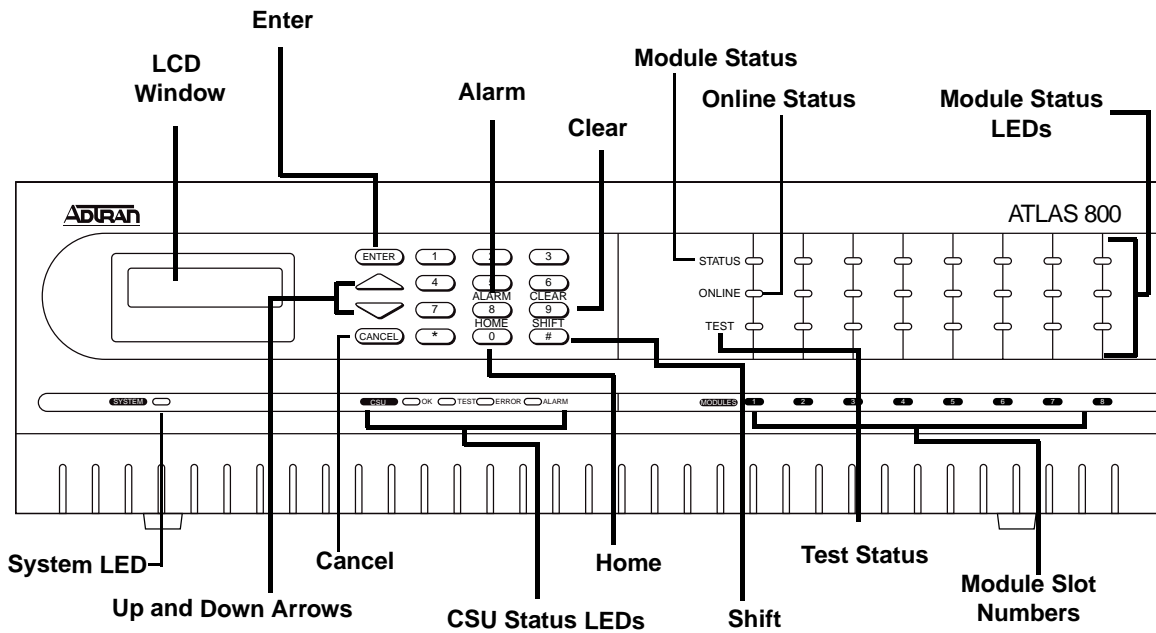 Enter
LCD
Window
Alarm
Clear
Module Status
Online Status
Module Status
LEDs
ADTRAN
ATLAS 800
ENTER
1
3
4
6
ALARM
CLEAR
7
8
9
HOME
SHIFT
CANCEL
*
0
#
STATUS
ONLINE
TEST
SYSTEM
CSU
OK
TEST
ERROR
ALARM
MODULES
1
2
3
4
5
6
7
8
System LED
Up and Down Arrows
Cancel
CSU Status LEDs
Home
Shift
Test Status
Module Slot
Numbers